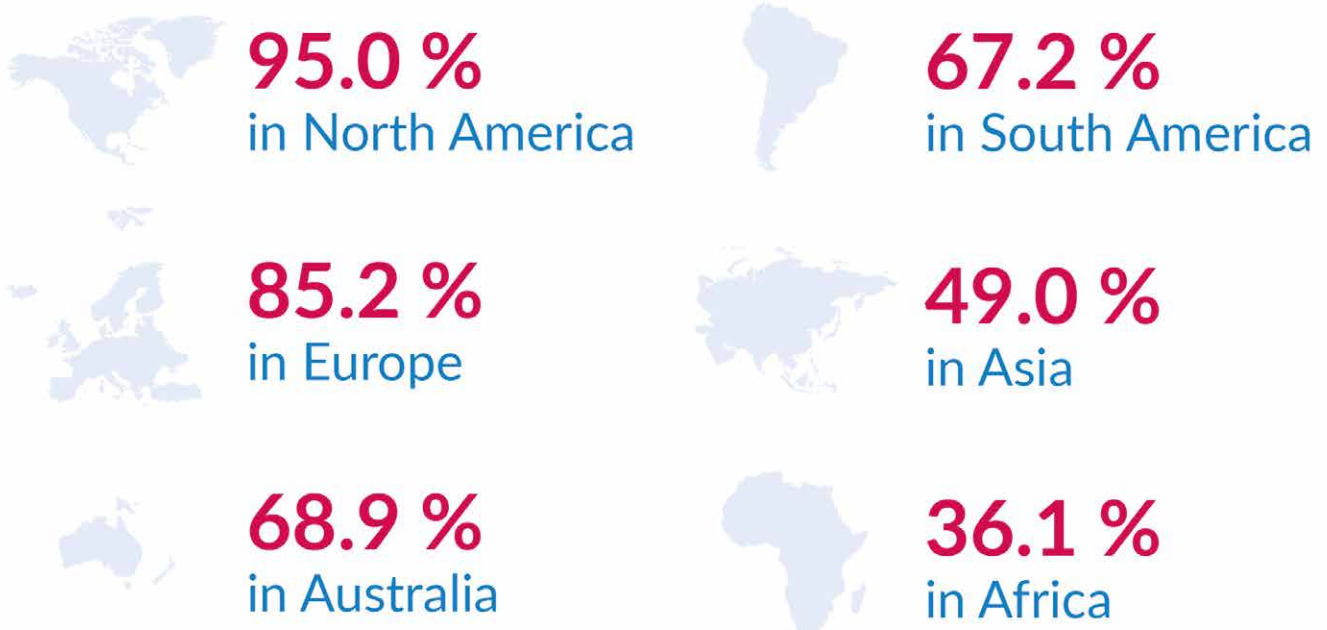 95.0 %
in North America
67.2 %
in South America
85.2 %
in Europe
49.0 %
in Asia
68.9 %
in Australia
36.1 %
in Africa